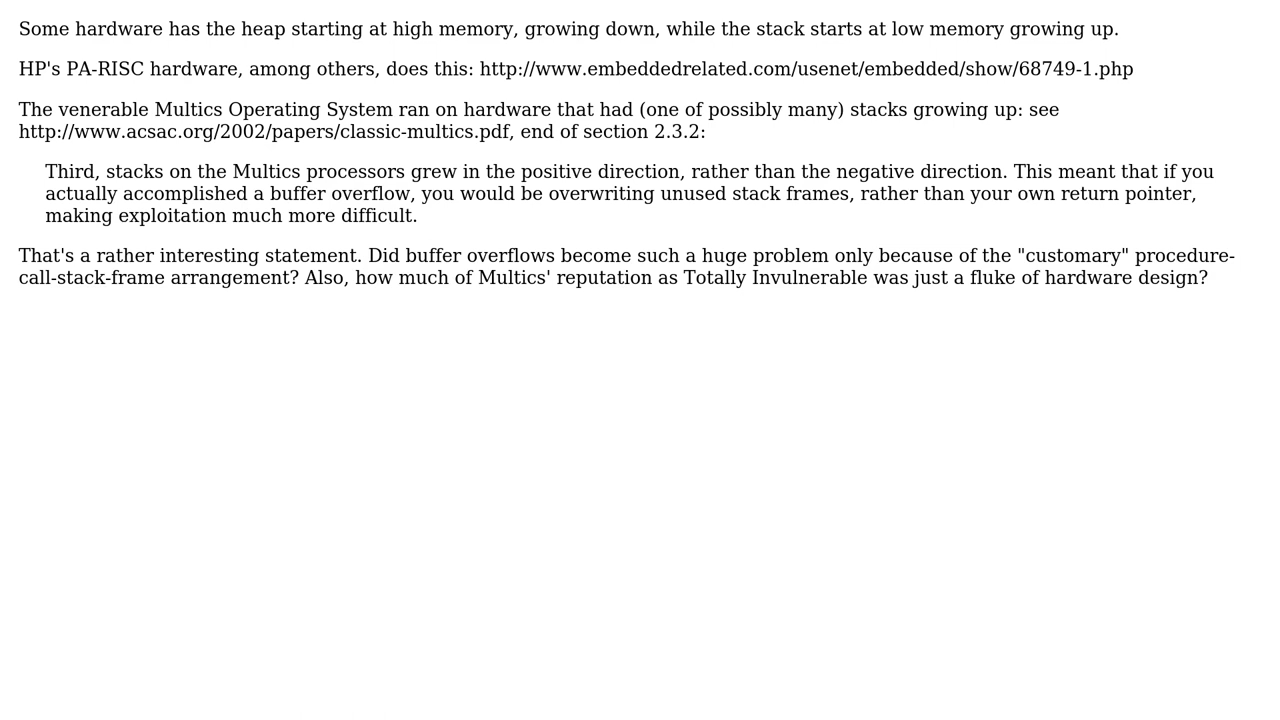 Some hardware has the heap starting at high memory, growing down, while the stack starts at low memory growing up.
HP's PA-RISC hardware, among others, does this: http://www.embeddedrelated.com/usenet/embedded/show/68749-1.php
The venerable Multics Operating System ran on hardware that had (one of possibly many) stacks growing up: see
http://www.acsac.org/2002/papers/classic-multics.pdf, end of section 2.3.2:
Third, stacks on the Multics processors grew in the positive direction, rather than the negative direction. This meant that if you
actually accomplished a buffer overflow, you would be overwriting unused stack frames, rather than your own return pointer,
making exploitation much more difficult.
That's a rather interesting statement. Did buffer overflows become such a huge problem only because of the "customary" procedure-
call-stack-frame arrangement? Also, how much of Multics' reputation as Totally Invulnerable was just a fluke of hardware design?